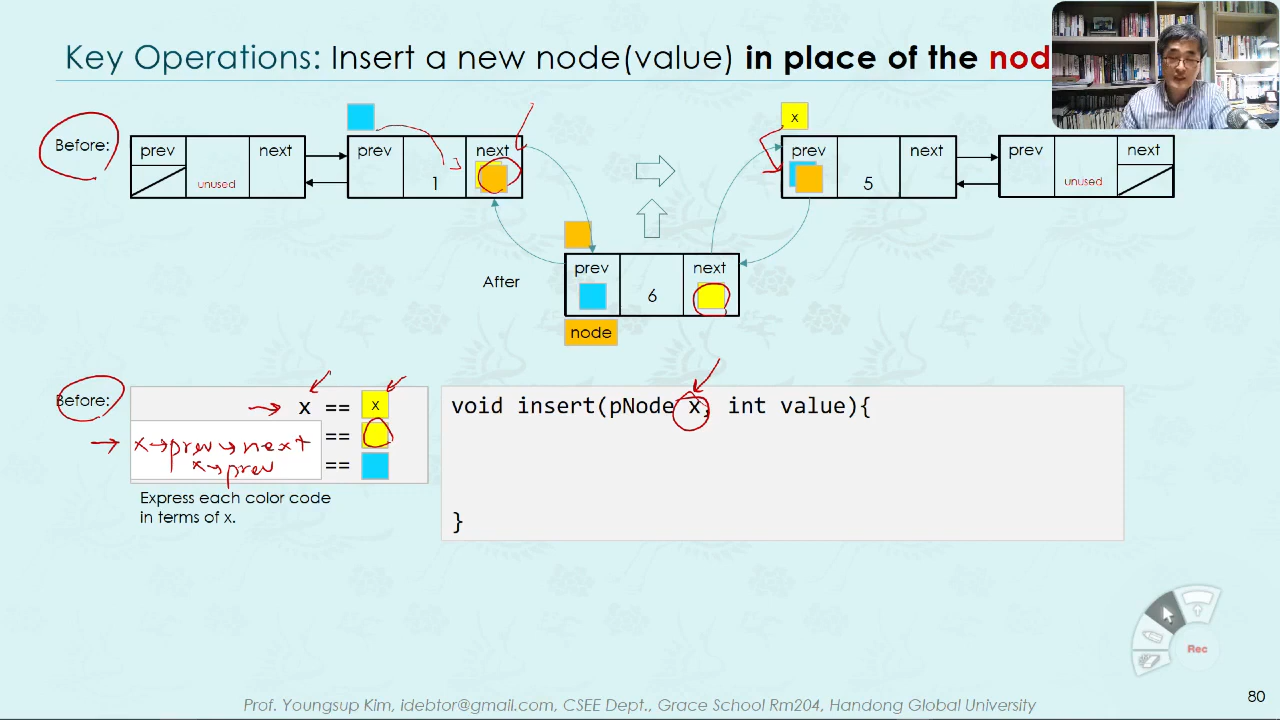 Key Operations: Insert a new node(value) in place of the nod
Before:
prev
next
unused
prev
1
next
x
prev
5
next
prev
unused
next
After
prev
6
next
node
Before:
x == x
x→prev→next ==
x→prev ==
Express each color code
in terms of x.
void insert(pNode x, int value){
}
Rec
Prof. Youngsup Kim, idebtor@gmail.com, CSEE Dept., Grace School Rm204, Handong Global University
80